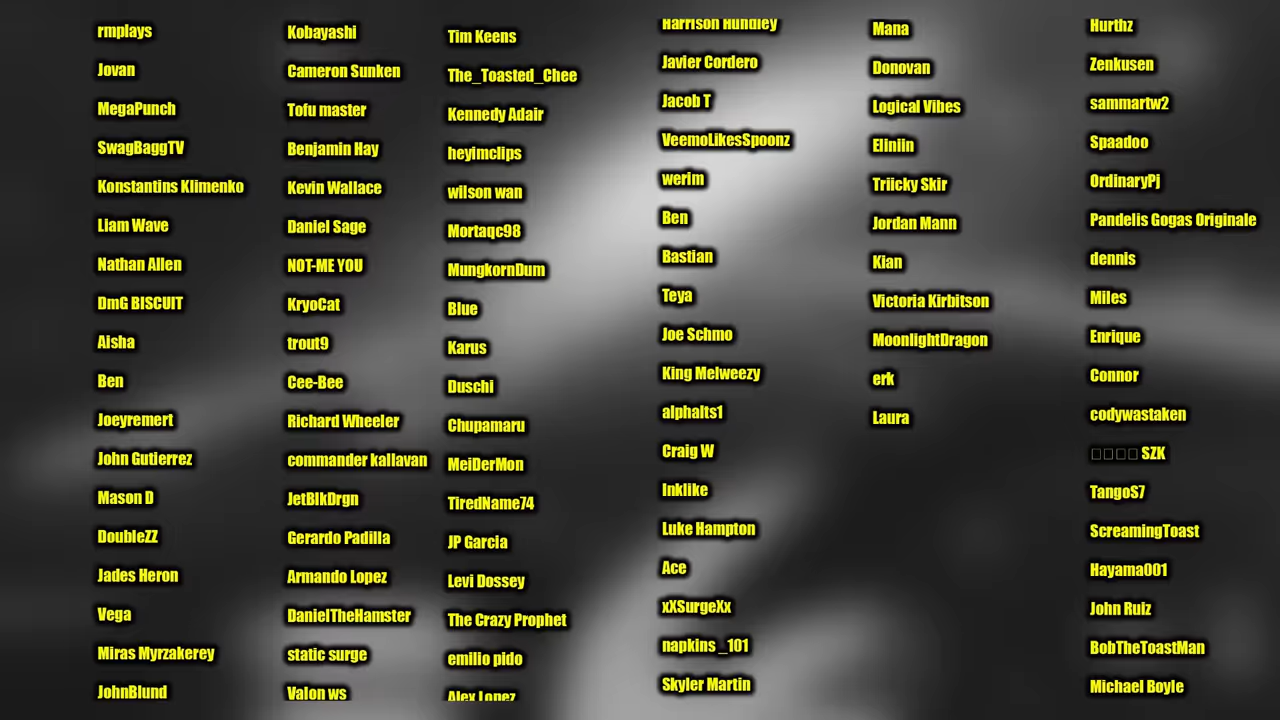 rmplays
Jovan
MegaPunch
SwagBaggTV
Konstantins Klimenko
Liam Wave
Nathan Allen
DmG BISCUIT
Aisha
Ben
Joeyremert
John Gutierrez
Mason D
DoubleZZ
Jades Heron
Vega
Miras Myrzakerey
JohnBlund
Kobayashi
Cameron Sunken
Tofu master
Benjamin Hay
Kevin Wallace
Daniel Sage
NOT-ME YOU
KryoCat
trout9
Cee-Bee
Richard Wheeler
commander kallavan
JetBlkDrgn
Gerardo Padilla
Armando Lopez
DanielTheHamster
static surge
Valon ws
Tim Keens
The_Toasted_Chee
Kennedy Adair
heyimclips
wilson wan
Mortaqc98
MungkornDum
Blue
Karus
Duschi
Chupamaru
MeiDerMon
TiredName74
JP Garcia
Levi Dossey
The Crazy Prophet
emilio pido
Alex Lopez
Harrison Hundley
Javier Cordero
Jacob T
VeemoLikesSpoonz
werim
Ben
Bastian
Teya
Joe Schmo
King Melweezy
alphalts1
Craig W
Inklike
Luke Hampton
Ace
xXSurgeXx
napkins _101
Skyler Martin
Mana
Donovan
Logical Vibes
Eliniin
Triicky Skir
Jordan Mann
Kian
Victoria Kirbitson
MoonlightDragon
erk
Laura
Hurthz
Zenkusen
sammartw2
Spaadoo
OrdinaryPj
Pandelis Gogas Originale
dennis
Miles
Enrique
Connor
codywastaken
SZK
TangoS7
ScreamingToast
Hayama001
John Ruiz
BobTheToastMan
Michael Boyle